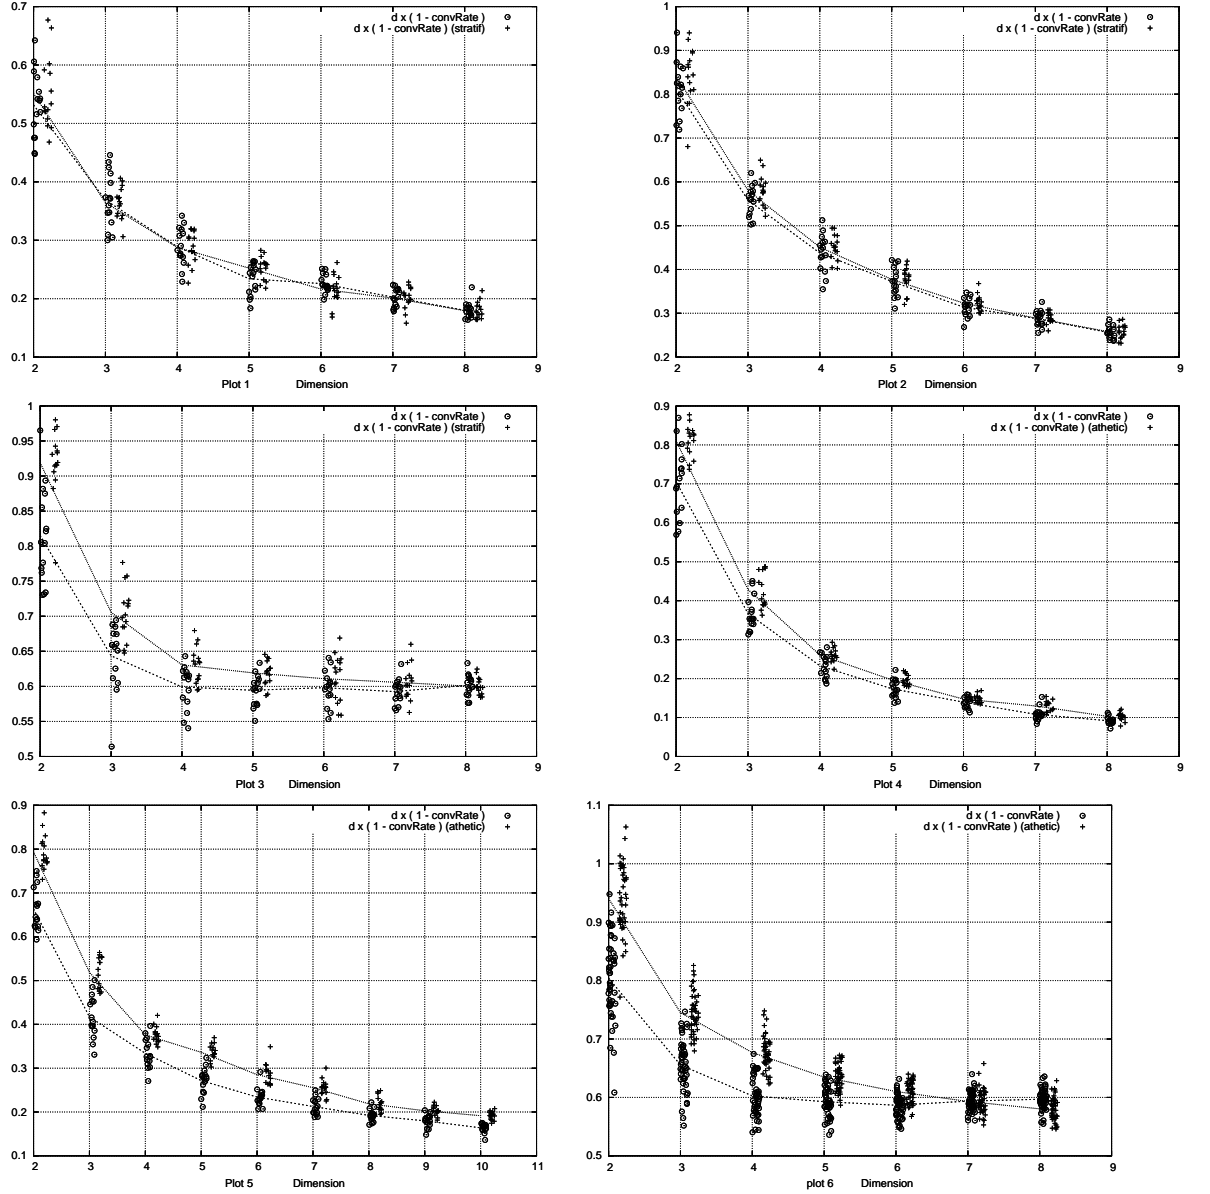 0.7
0.6
0.5
0.4
0.3
0.2
0.1
2 3 4 5 6 7 8 9
d x ( 1 - convRate )
d x ( 1 - convRate ) (stratif)
Plot 1 Dimension
1
0.9
0.8
0.7
0.6
0.5
0.4
0.3
0.2
2 3 4 5 6 7 8 9
d x ( 1 - convRate )
d x ( 1 - convRate ) (stratif)
Plot 2 Dimension
1
0.95
0.9
0.85
0.8
0.75
0.7
0.65
0.6
0.55
0.5
2 3 4 5 6 7 8 9
d x ( 1 - convRate )
d x ( 1 - convRate ) (stratif)
Plot 3 Dimension
0.9
0.8
0.7
0.6
0.5
0.4
0.3
0.2
0.1
0
2 3 4 5 6 7 8 9
d x ( 1 - convRate )
d x ( 1 - convRate ) (athetic)
Plot 4 Dimension
0.9
0.8
0.7
0.6
0.5
0.4
0.3
0.2
0.1
2 3 4 5 6 7 8 9 10 11
d x ( 1 - convRate )
d x ( 1 - convRate ) (athetic)
Plot 5 Dimension
1.1
1
0.9
0.8
0.7
0.6
0.5
2 3 4 5 6 7 8 9
d x ( 1 - convRate )
d x ( 1 - convRate ) (athetic)
plot 6 Dimension